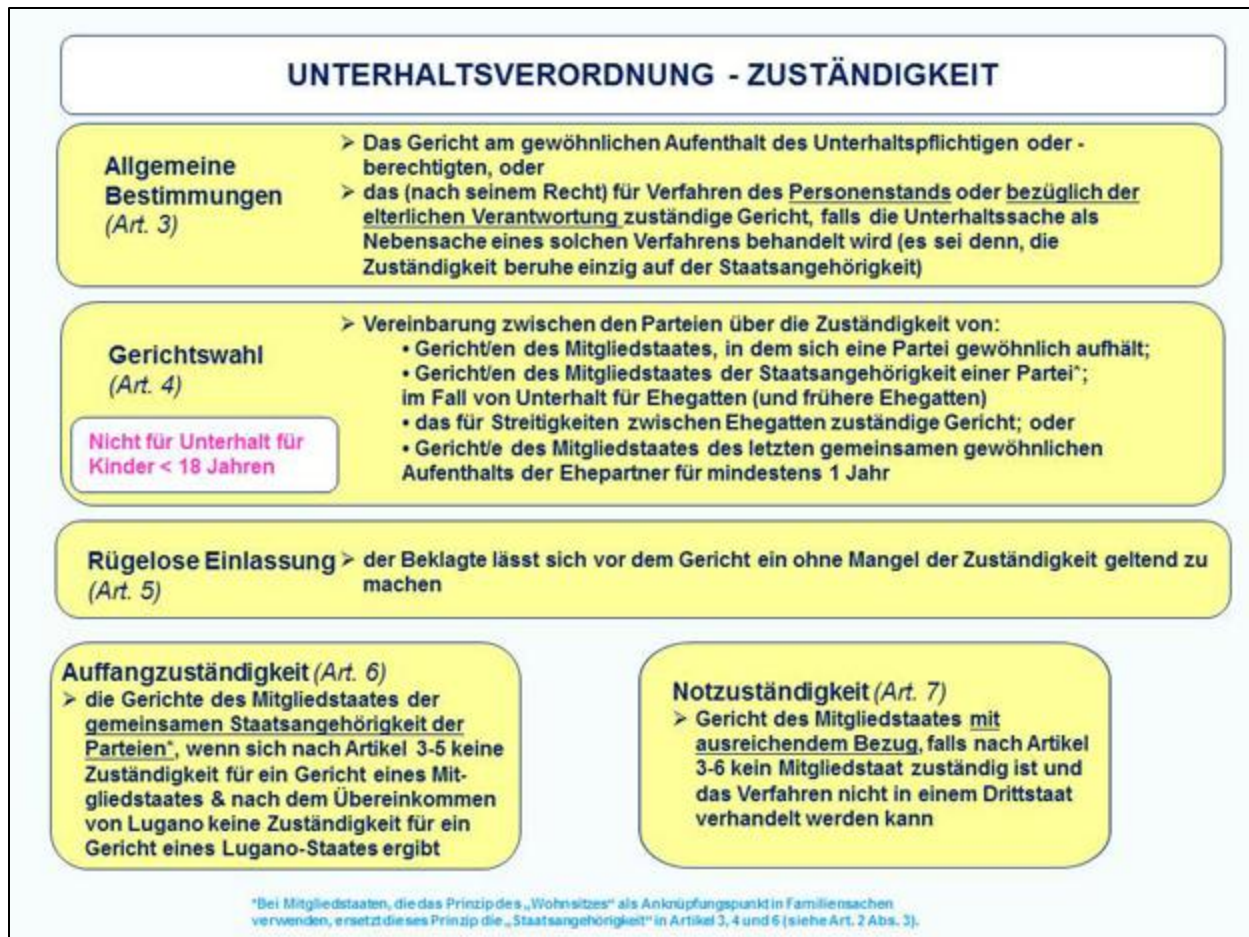 UNTERHALTSVERORDNUNG - ZUSTÄNDIGKEIT
Allgemeine
Bestimmungen
(Art. 3)
➢ Das Gericht am gewöhnlichen Aufenthalt des Unterhaltspflichtigen oder -
berechtigten, oder
➢ das (nach seinem Recht) für Verfahren des Personenstands oder bezüglich der
elterlichen Verantwortung zuständige Gericht, falls die Unterhaltssache als
Nebensache eines solchen Verfahrens behandelt wird (es sei denn, die
Zuständigkeit beruhe einzig auf der Staatsangehörigkeit)
Gerichtswahl
(Art. 4)
Nicht für Unterhalt für
Kinder < 18 Jahren
➢ Vereinbarung zwischen den Parteien über die Zuständigkeit von:
• Gericht/en des Mitgliedstaates, in dem sich eine Partei gewöhnlich aufhält;
• Gericht/en des Mitgliedstaates der Staatsangehörigkeit einer Partei*;
im Fall von Unterhalt für Ehegatten (und frühere Ehegatten)
• das für Streitigkeiten zwischen Ehegatten zuständige Gericht; oder
• Gericht/e des Mitgliedstaates des letzten gemeinsamen gewöhnlichen
Aufenthalts der Ehepartner für mindestens 1 Jahr
Rügelose Einlassung
(Art. 5)
➢ der Beklagte lässt sich vor dem Gericht ein ohne Mangel der Zuständigkeit geltend zu
machen
Auffangzuständigkeit (Art. 6)
➢ die Gerichte des Mitgliedstaates der
gemeinsamen Staatsangehörigkeit der
Parteien*, wenn sich nach Artikel 3-5 keine
Zuständigkeit für ein Gericht eines Mit-
gliedstaates & nach dem Übereinkommen
von Lugano keine Zuständigkeit für ein
Gericht eines Lugano-Staates ergibt
Notzuständigkeit (Art. 7)
➢ Gericht des Mitgliedstaates mit
ausreichendem Bezug, falls nach Artikel
3-6 kein Mitgliedstaat zuständig ist und
das Verfahren nicht in einem Drittstaat
verhandelt werden kann
*Bei Mitgliedstaaten, die das Prinzip des „Wohnsitzes" als Anknüpfungspunkt in Familiensachen
verwenden, ersetzt dieses Prinzip die „Staatsangehörigkeit" in Artikel 3, 4 und 6 (siehe Art. 2 Abs. 3).